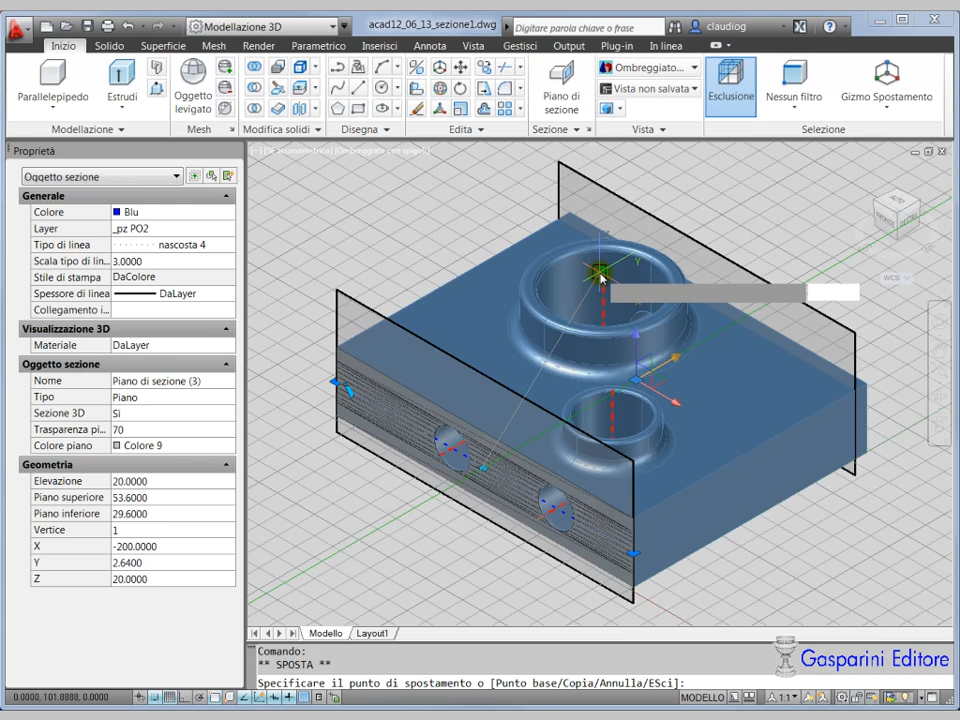 Modellazione 3D
acad12_06_13_sezione1.dwg
Digitare parola chiave o frase
claudiog
Inizio Solido Superficie Mesh Render Parametrico Inserisci Annota Vista Gestisci Output Plug-in In linea
Parallelepipedo
Estrudi
Oggetto levigato
Piano di sezione
Ombreggiato...
Vista non salvata
Esclusione
Nessun filtro
Gizmo Spostamento
Modellazione Mesh Modifica solidi Disegna Edita Sezione Vista Selezione
Proprietà
Oggetto sezione
Generale
Colore Blu
Layer _pz PO2
Tipo di linea nascosta 4
Scala tipo di lin... 3.0000
Stile di stampa DaColore
Spessore di linea DaLayer
Collegamento i...
Visualizzazione 3D
Materiale DaLayer
Oggetto sezione
Nome Piano di sezione (3)
Tipo Piano
Sezione 3D Sì
Trasparenza pi... 70
Colore piano Colore 9
Geometria
Elevazione 20.0000
Piano superiore 53.6000
Piano inferiore 29.6000
Vertice 1
X -200.0000
Y 2.6400
Z 20.0000
Y
WCS
Modello Layout1
Comando:
** SPOSTA **
Specificare il punto di spostamento o [Punto base/Copia/Annulla/ESci]:
Gasparini Editore
0.0000, 101.8888, 0.0000
MODELLO
1:1